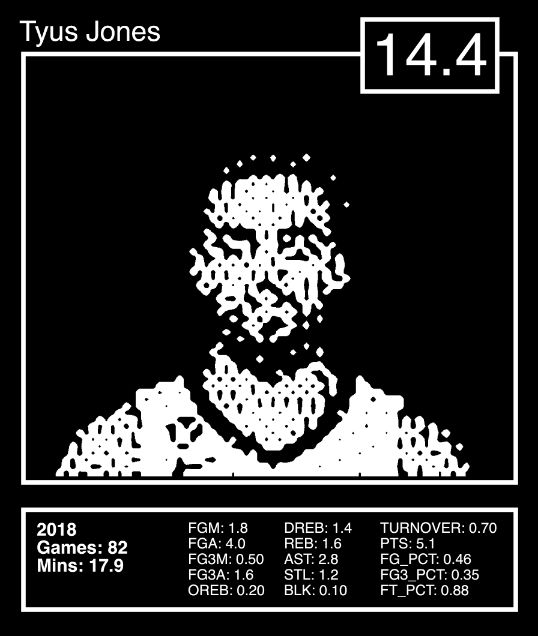 Tyus Jones
14.4
2018
Games: 82
Mins: 17.9
FGM: 1.8
FGA: 4.0
FG3M: 0.50
FG3A: 1.6
OREB: 0.20
DREB: 1.4
REB: 1.6
AST: 2.8
STL: 1.2
BLK: 0.10
TURNOVER: 0.70
PTS: 5.1
FG_PCT: 0.46
FG3_PCT: 0.35
FT_PCT: 0.88